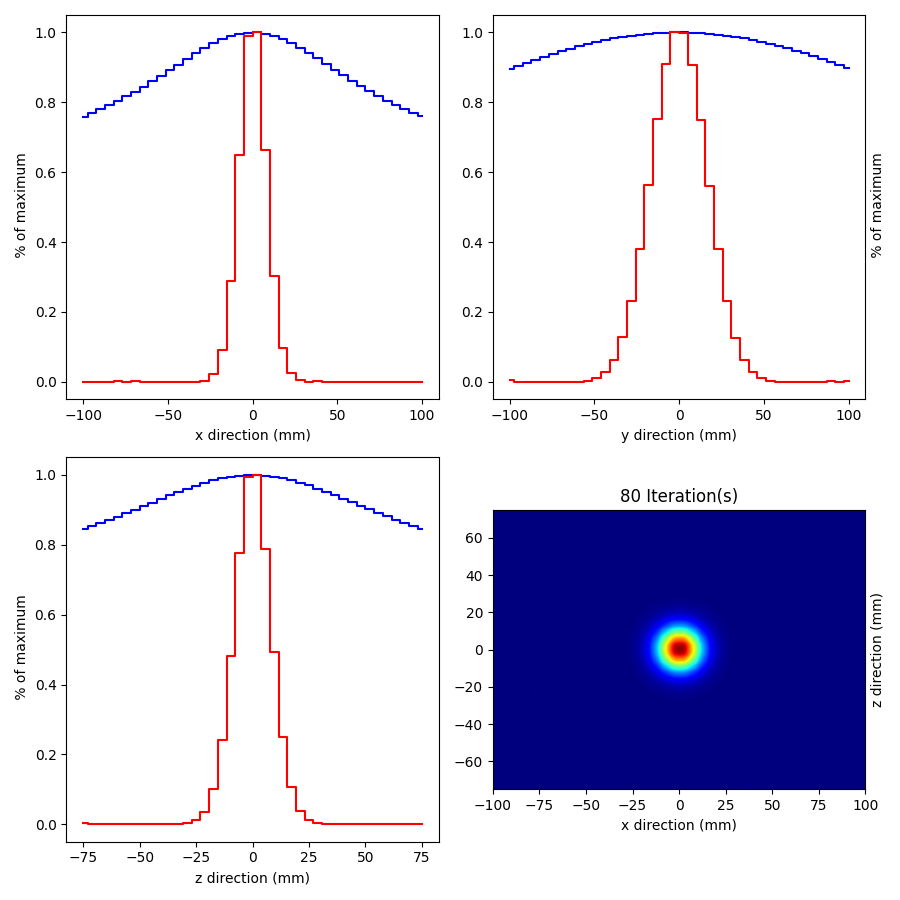 1.0
0.8
0.6
0.4
0.2
0.0
% of maximum
−100 −50 0 50 100
x direction (mm)
1.0
0.8
0.6
0.4
0.2
0.0
% of maximum
−100 −50 0 50 100
y direction (mm)
1.0
0.8
0.6
0.4
0.2
0.0
% of maximum
−75 −50 −25 0 25 50 75
z direction (mm)
80 Iteration(s)
60
40
20
0
−20
−40
−60
z direction (mm)
−100 −75 −50 −25 0 25 50 75 100
x direction (mm)